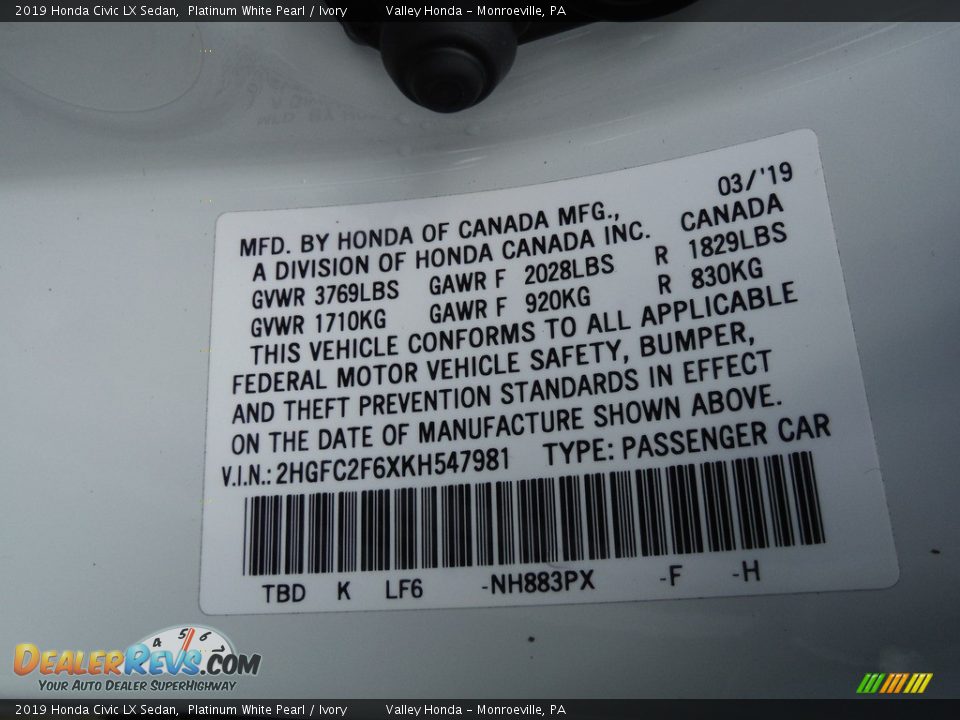 2019 Honda Civic LX Sedan, Platinum White Pearl / Ivory Valley Honda - Monroeville, PA
03/'19
MFD. BY HONDA OF CANADA MFG.,
A DIVISION OF HONDA CANADA INC. CANADA
GVWR 3769LBS GAWR F 2028LBS R 1829LBS
GVWR 1710KG GAWR F 920KG R 830KG
THIS VEHICLE CONFORMS TO ALL APPLICABLE
FEDERAL MOTOR VEHICLE SAFETY, BUMPER,
AND THEFT PREVENTION STANDARDS IN EFFECT
ON THE DATE OF MANUFACTURE SHOWN ABOVE.
V.I.N.: 2HGFC2F6XKH547981 TYPE: PASSENGER CAR
TBD K LF6 -NH883PX -F -H
4 5 6
DEALERREVS.COM
YOUR AUTO DEALER SUPERHIGHWAY
2019 Honda Civic LX Sedan, Platinum White Pearl / Ivory Valley Honda - Monroeville, PA